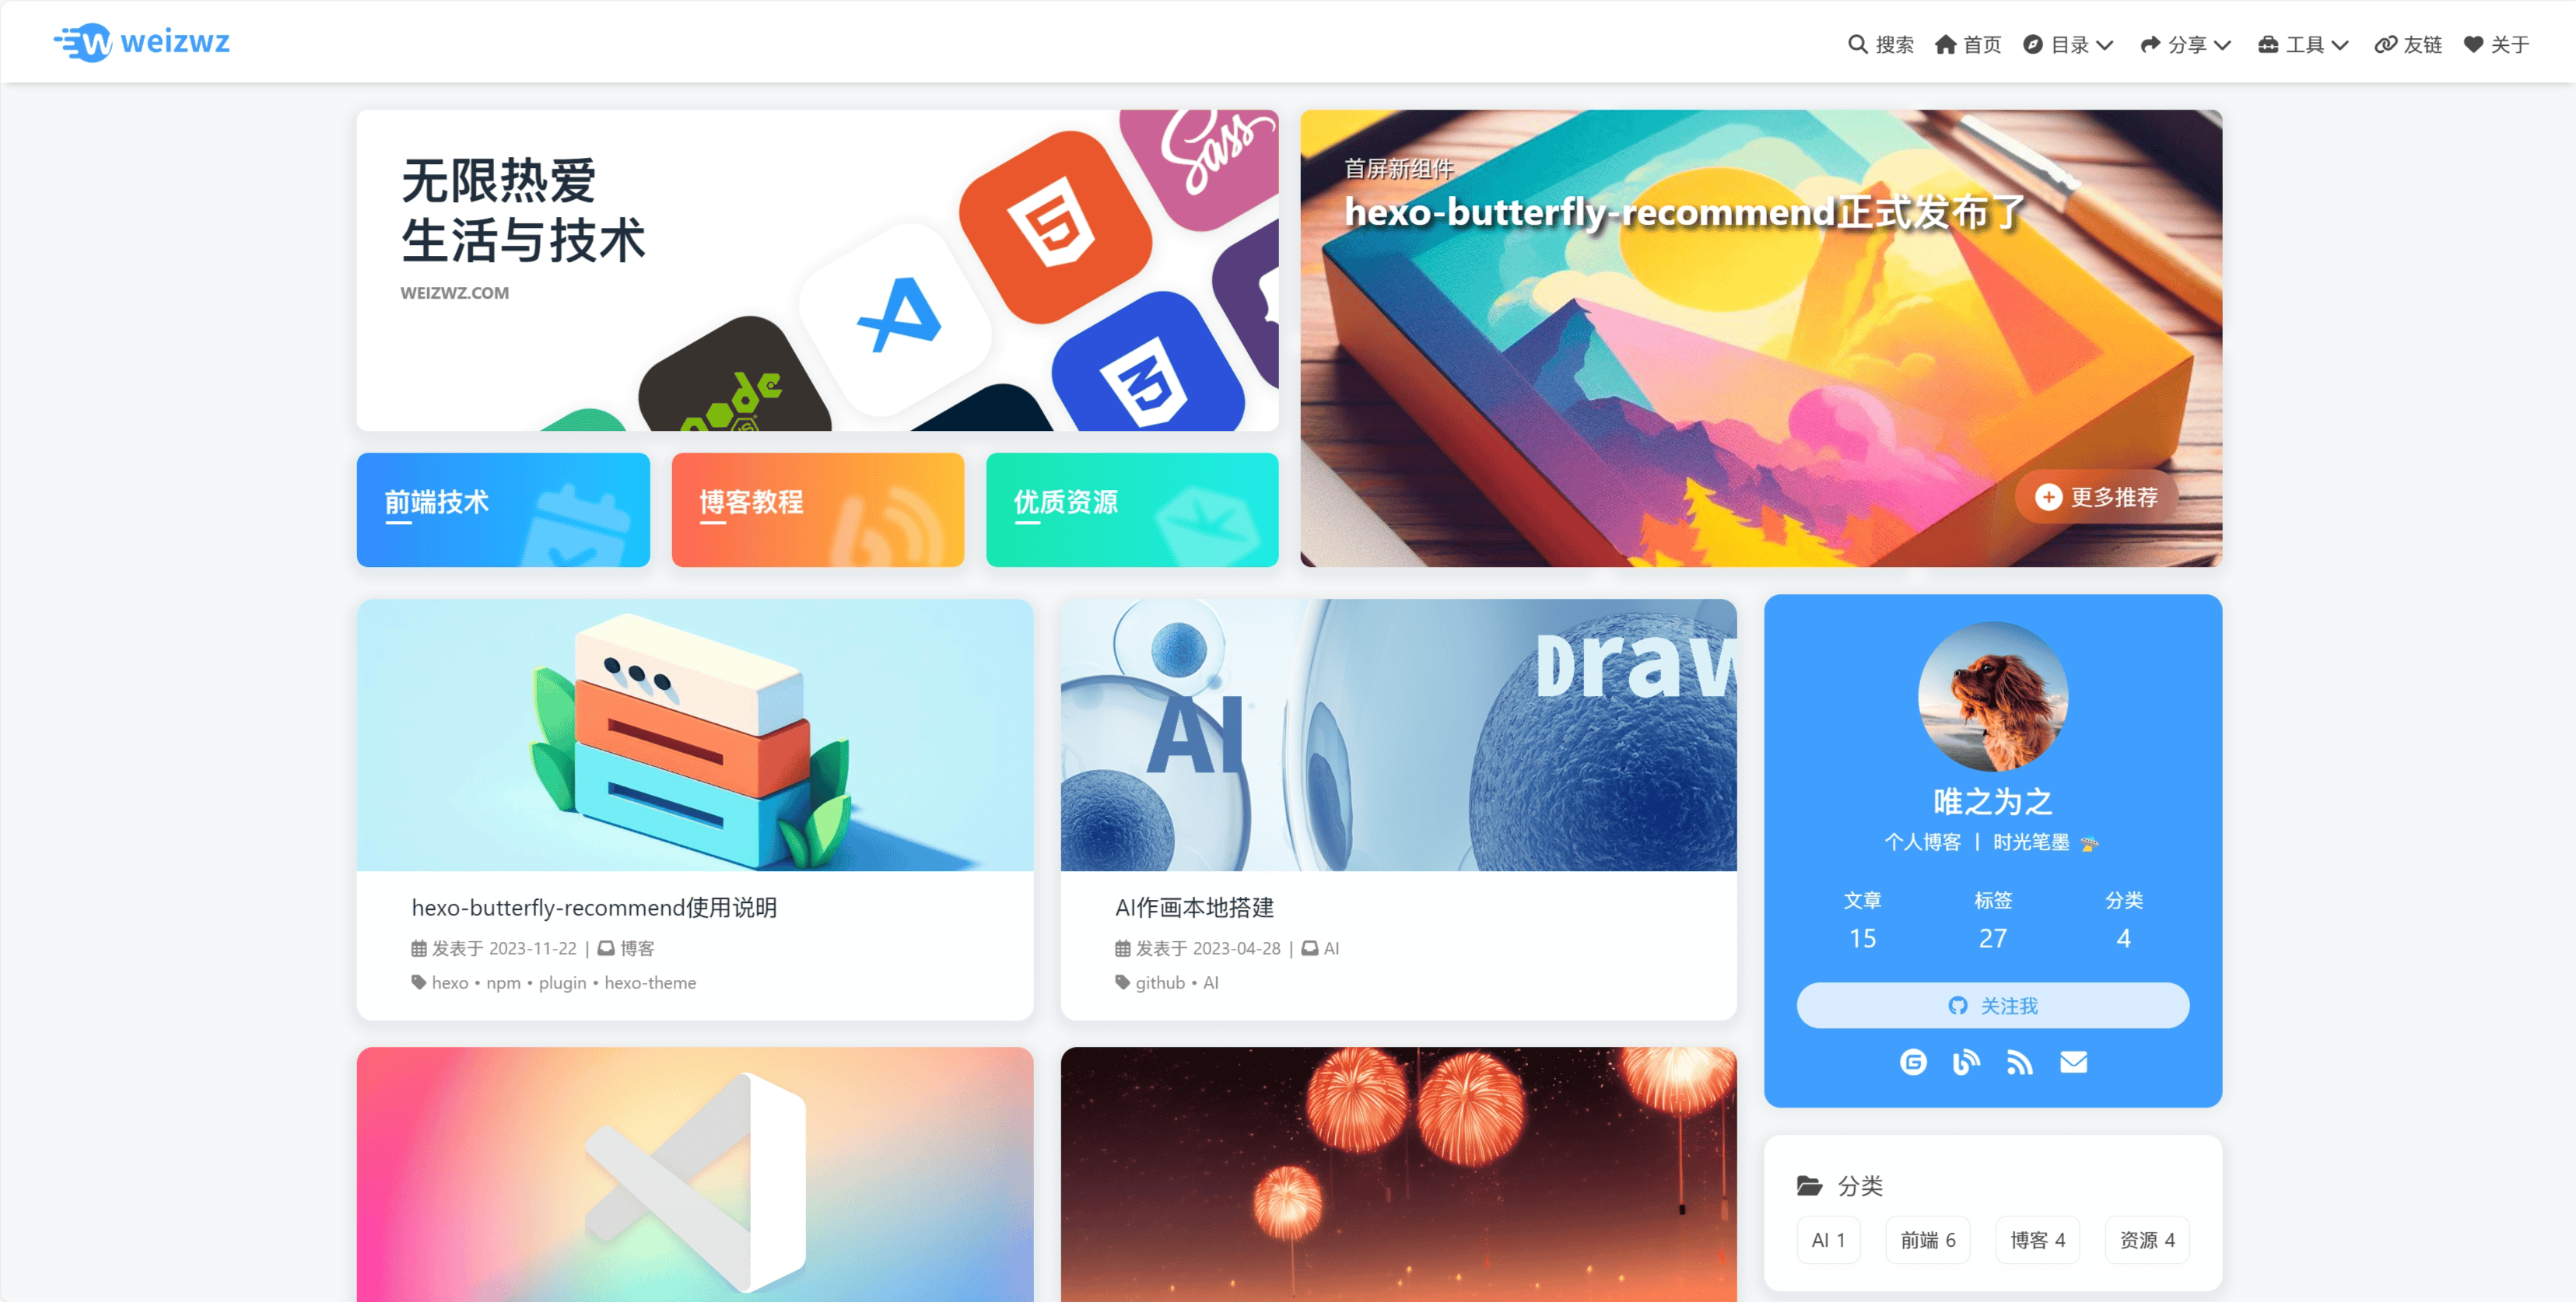 weizwz
搜索 首页 目录 分享 工具 友链 关于
无限热爱
生活与技术
WEIZWZ.COM
Sass
首屏新组件
hexo-butterfly-recommend正式发布了
更多推荐
前端技术
博客教程
优质资源
AI
Draw
hexo-butterfly-recommend使用说明
发表于 2023-11-22 | 博客
hexo • npm • plugin • hexo-theme
AI作画本地搭建
发表于 2023-04-28 | AI
github • AI
唯之为之
个人博客 | 时光笔墨
文章 标签 分类
15 27 4
关注我
分类
AI 1 前端 6 博客 4 资源 4